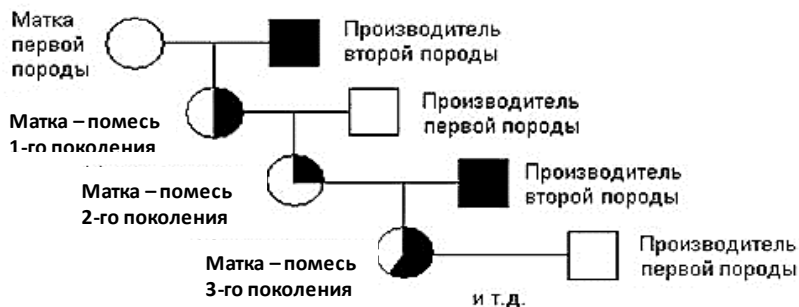 Матка
первой
породы
Производитель
второй породы
Матка – помесь
1-го поколения
Производитель
первой породы
Матка – помесь
2-го поколения
Производитель
второй породы
Матка – помесь
3-го поколения
Производитель
первой породы
и т.д.